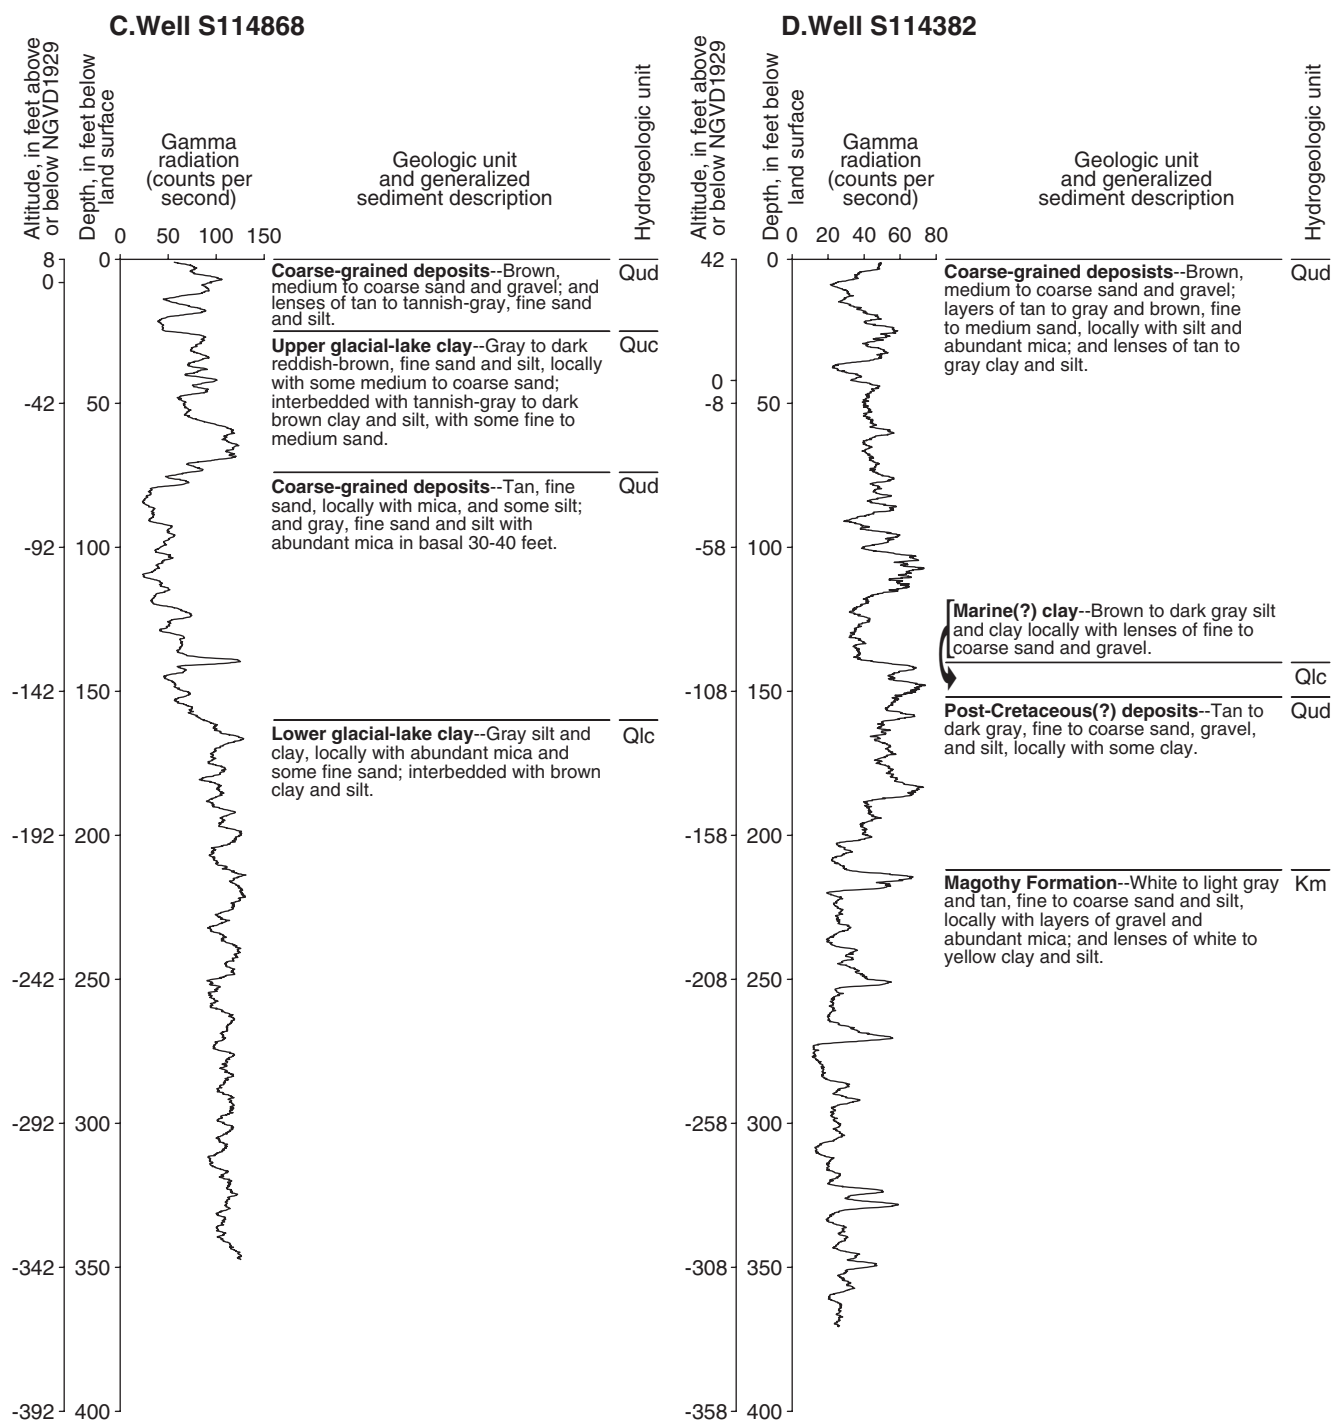 C.Well S114868
Altitude, in feet above
or below NGVD1929
Depth, in feet below
land surface
Gamma
radiation
(counts per
second)
Geologic unit
and generalized
sediment description
Hydrogeologic unit
0 50 100 150
8
0
-42
-92
-142
-192
-242
-292
-342
-392
0
50
100
150
200
250
300
350
400
Coarse-grained deposits--Brown,
medium to coarse sand and gravel; and
lenses of tan to tannish-gray, fine sand
and silt.
Qud
Upper glacial-lake clay--Gray to dark
reddish-brown, fine sand and silt, locally
with some medium to coarse sand;
interbedded with tannish-gray to dark
brown clay and silt, with some fine to
medium sand.
Quc
Coarse-grained deposits--Tan, fine
sand, locally with mica, and some silt;
and gray, fine sand and silt with
abundant mica in basal 30-40 feet.
Qud
Lower glacial-lake clay--Gray silt and
clay, locally with abundant mica and
some fine sand; interbedded with brown
clay and silt.
Qlc
D.Well S114382
Altitude, in feet above
or below NGVD1929
Depth, in feet below
land surface
Gamma
radiation
(counts per
second)
Geologic unit
and generalized
sediment description
Hydrogeologic unit
0 20 40 60 80
42
0
-8
-58
-108
-158
-208
-258
-308
-358
0
50
100
150
200
250
300
350
400
Coarse-grained deposists--Brown,
medium to coarse sand and gravel;
layers of tan to gray and brown, fine
to medium sand, locally with silt and
abundant mica; and lenses of tan to
gray clay and silt.
Qud
Marine(?) clay--Brown to dark gray silt
and clay locally with lenses of fine to
coarse sand and gravel.
Qlc
Post-Cretaceous(?) deposits--Tan to
dark gray, fine to coarse sand, gravel,
and silt, locally with some clay.
Qud
Magothy Formation--White to light gray
and tan, fine to coarse sand and silt,
locally with layers of gravel and
abundant mica; and lenses of white to
yellow clay and silt.
Km